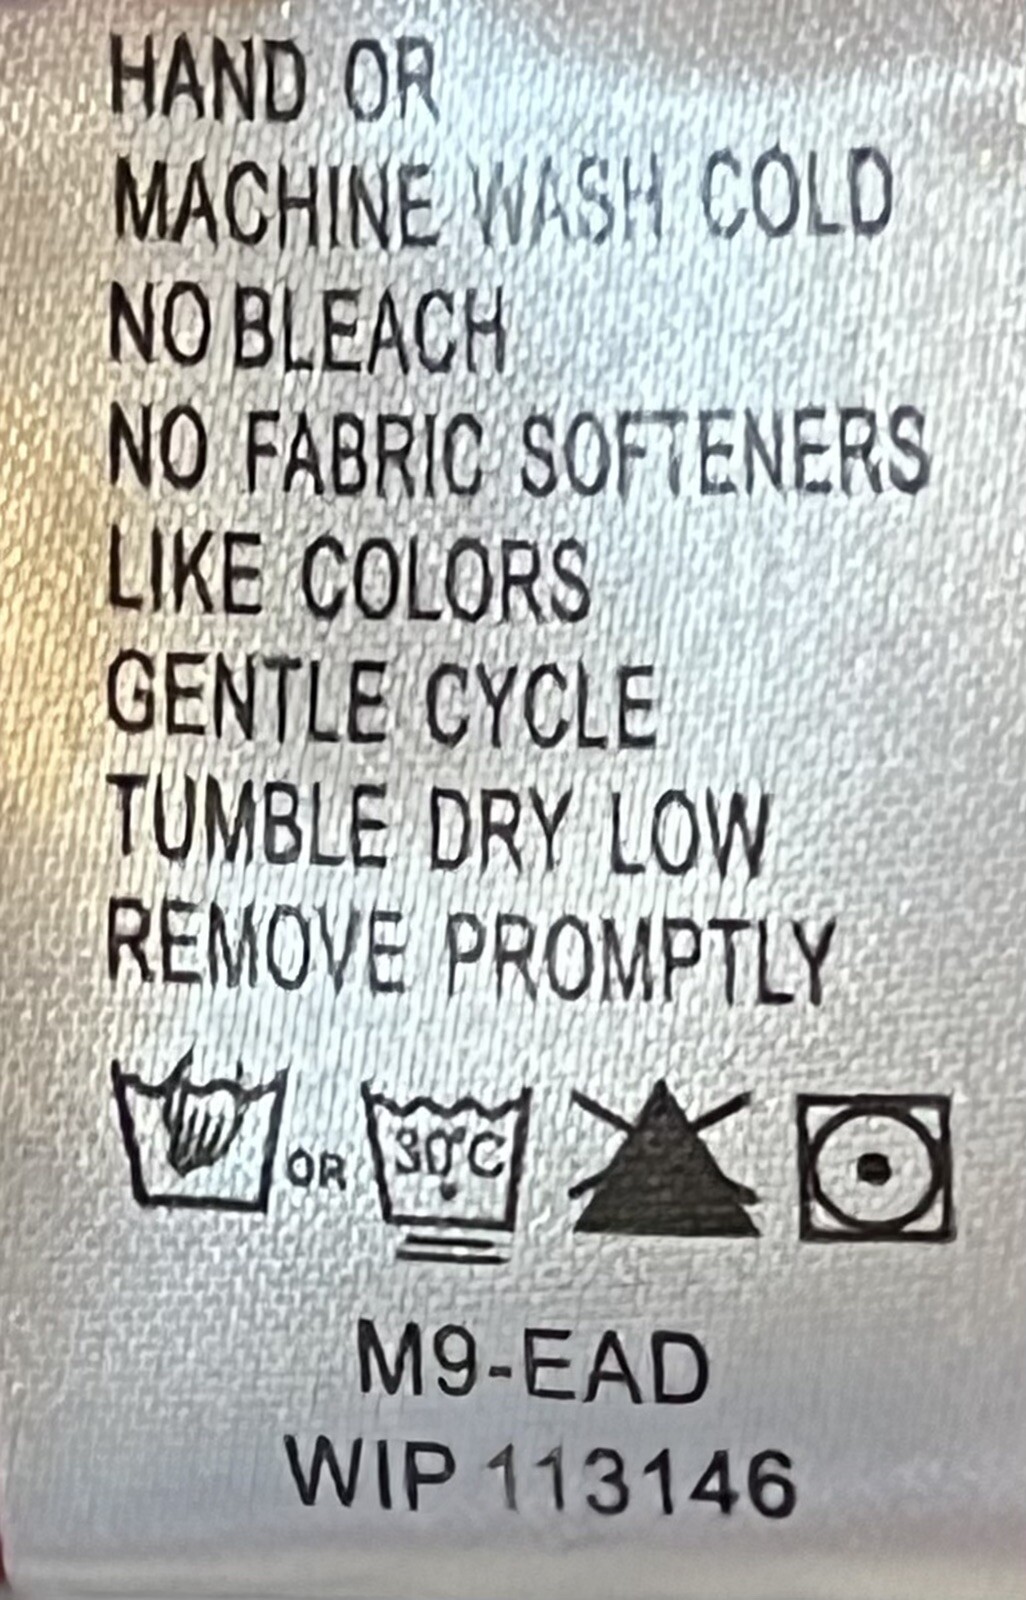 HAND OR
MACHINE WASH COLD
NO BLEACH
NO FABRIC SOFTENERS
LIKE COLORS
GENTLE CYCLE
TUMBLE DRY LOW
REMOVE PROMPTLY
OR 30°C
M9-EAD
WIP 113146